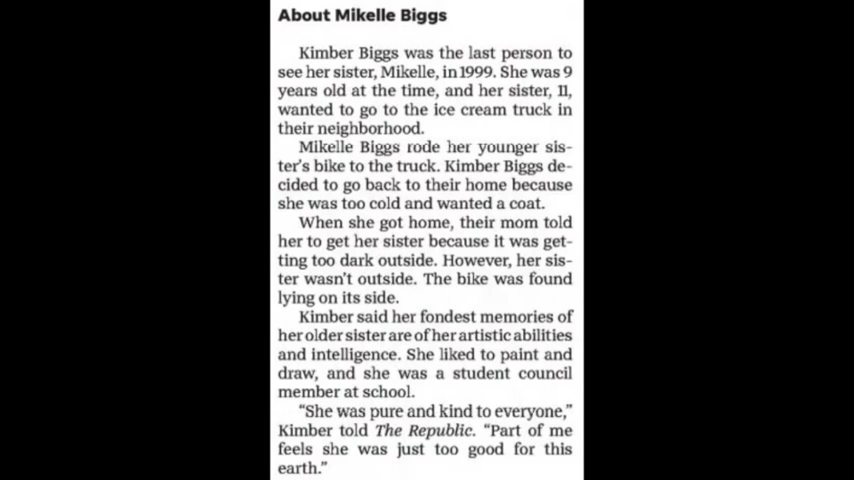 About Mikelle Biggs
Kimber Biggs was the last person to
see her sister, Mikelle, in 1999. She was 9
years old at the time, and her sister, 11,
wanted to go to the ice cream truck in
their neighborhood.
Mikelle Biggs rode her younger sis-
ter's bike to the truck. Kimber Biggs de-
cided to go back to their home because
she was too cold and wanted a coat.
When she got home, their mom told
her to get her sister because it was get-
ting too dark outside. However, her sis-
ter wasn't outside. The bike was found
lying on its side.
Kimber said her fondest memories of
her older sister are of her artistic abilities
and intelligence. She liked to paint and
draw, and she was a student council
member at school.
“She was pure and kind to everyone,”
Kimber told The Republic. “Part of me
feels she was just too good for this
earth.”